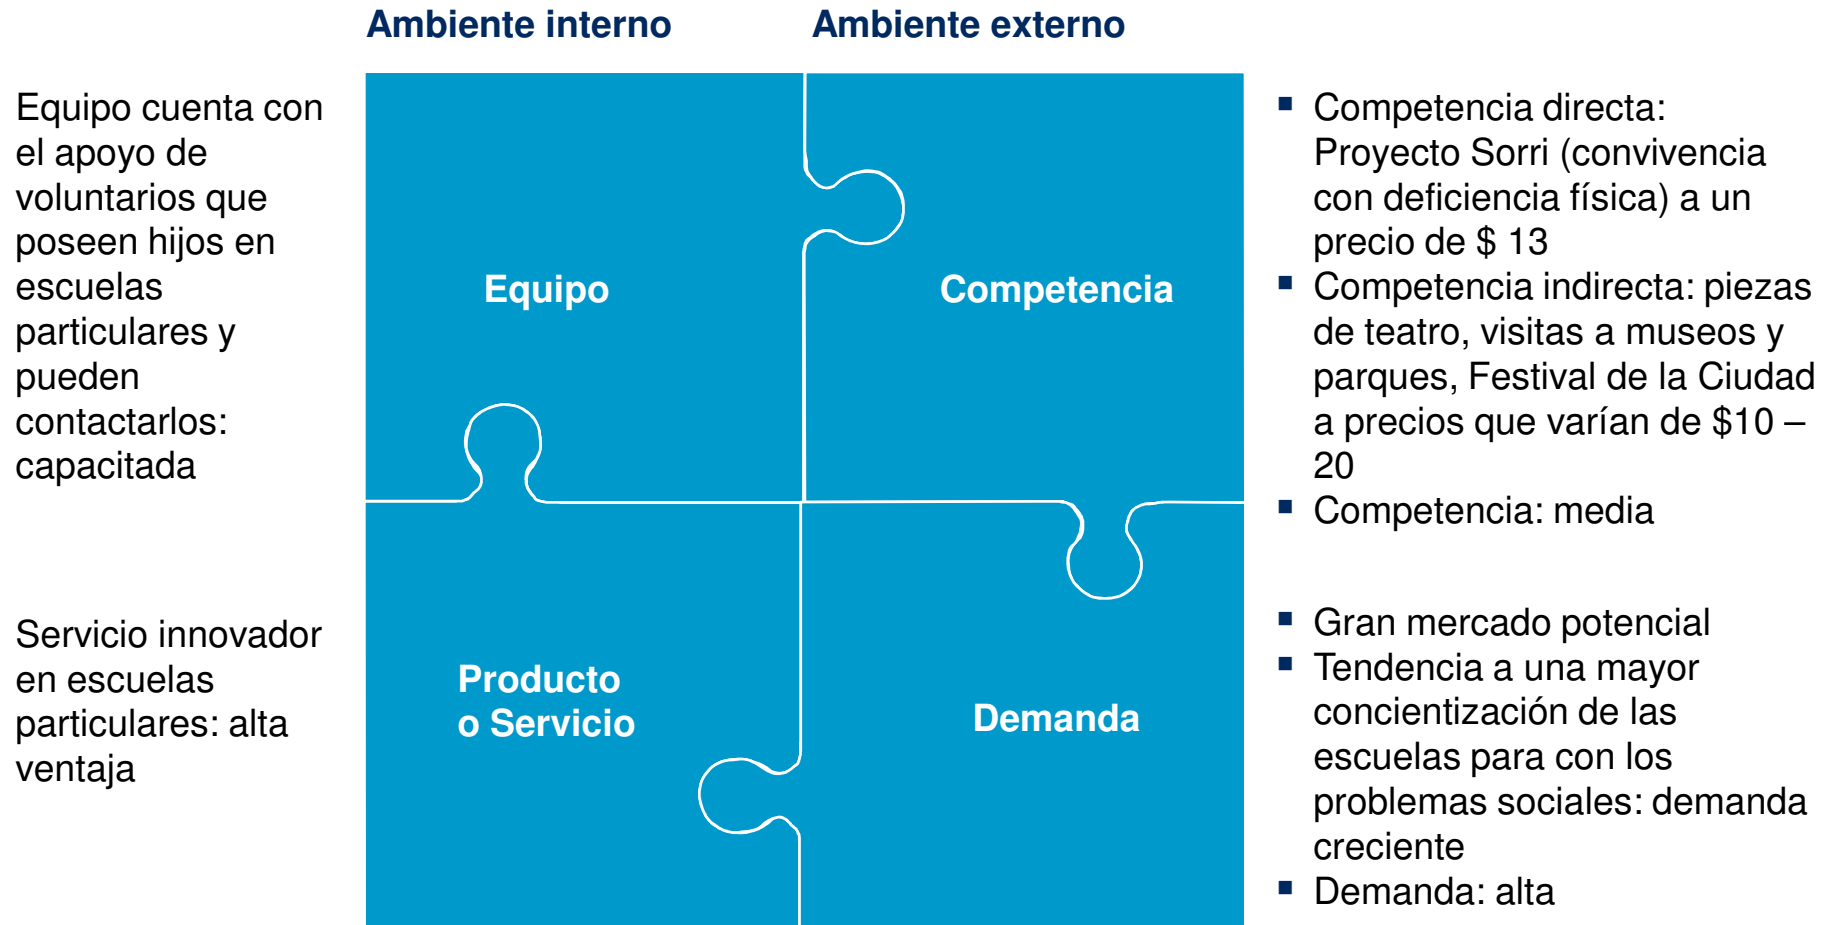 Ambiente interno
Ambiente externo
Equipo cuenta con
el apoyo de
voluntarios que
poseen hijos en
escuelas
particulares y
pueden
contactarlos:
capacitada
Equipo
Competencia
Competencia directa:
Proyecto Sorri (convivencia
con deficiencia física) a un
precio de $ 13
Competencia indirecta: piezas
de teatro, visitas a museos y
parques, Festival de la Ciudad
a precios que varían de $10 –
20
Competencia: media
Servicio innovador
en escuelas
particulares: alta
ventaja
Producto
o Servicio
Demanda
Gran mercado potencial
Tendencia a una mayor
concientización de las
escuelas para con los
problemas sociales: demanda
creciente
Demanda: alta